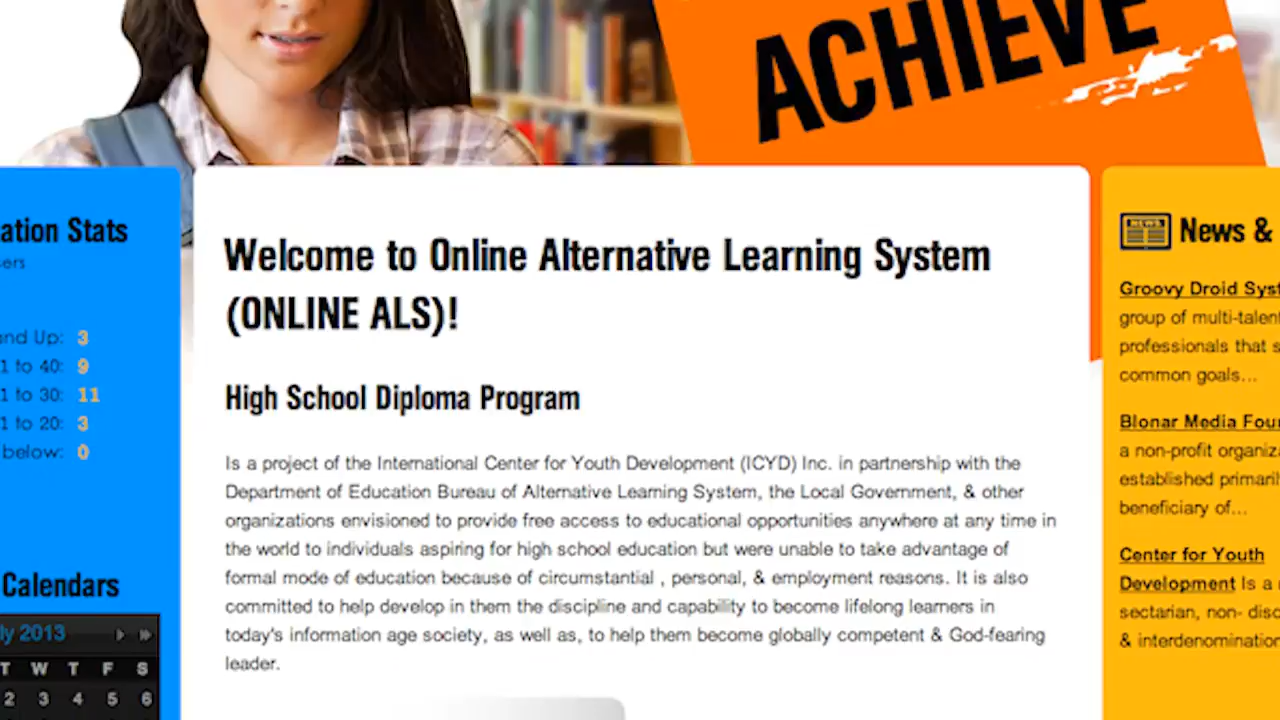 ACHIEVE
ation Stats
sers
and Up: 3
1 to 40: 9
1 to 30: 11
1 to 20: 3
below: 0
Calendars
ly 2013
T W T F S
2 3 4 5 6
Welcome to Online Alternative Learning System
(ONLINE ALS)!
High School Diploma Program
Is a project of the International Center for Youth Development (ICYD) Inc. in partnership with the
Department of Education Bureau of Alternative Learning System, the Local Government, & other
organizations envisioned to provide free access to educational opportunities anywhere at any time in
the world to individuals aspiring for high school education but were unable to take advantage of
formal mode of education because of circumstantial , personal, & employment reasons. It is also
committed to help develop in them the discipline and capability to become lifelong learners in
today's information age society, as well as, to help them become globally competent & God-fearing
leader.
NEWS
News &
Groovy Droid Syst
group of multi-talent
professionals that s
common goals...
Blonar Media Fou
a non-profit organiza
established primarily
beneficiary of...
Center for Youth
Development Is a
sectarian, non- disc
& interdenomination